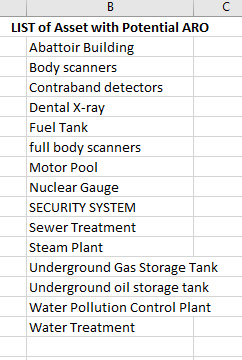 B
C
LIST of Asset with Potential ARO
Abattoir Building
Body scanners
Contraband detectors
Dental X-ray
Fuel Tank
full body scanners
Motor Pool
Nuclear Gauge
SECURITY SYSTEM
Sewer Treatment
Steam Plant
Underground Gas Storage Tank
Underground oil storage tank
Water Pollution Control Plant
Water Treatment